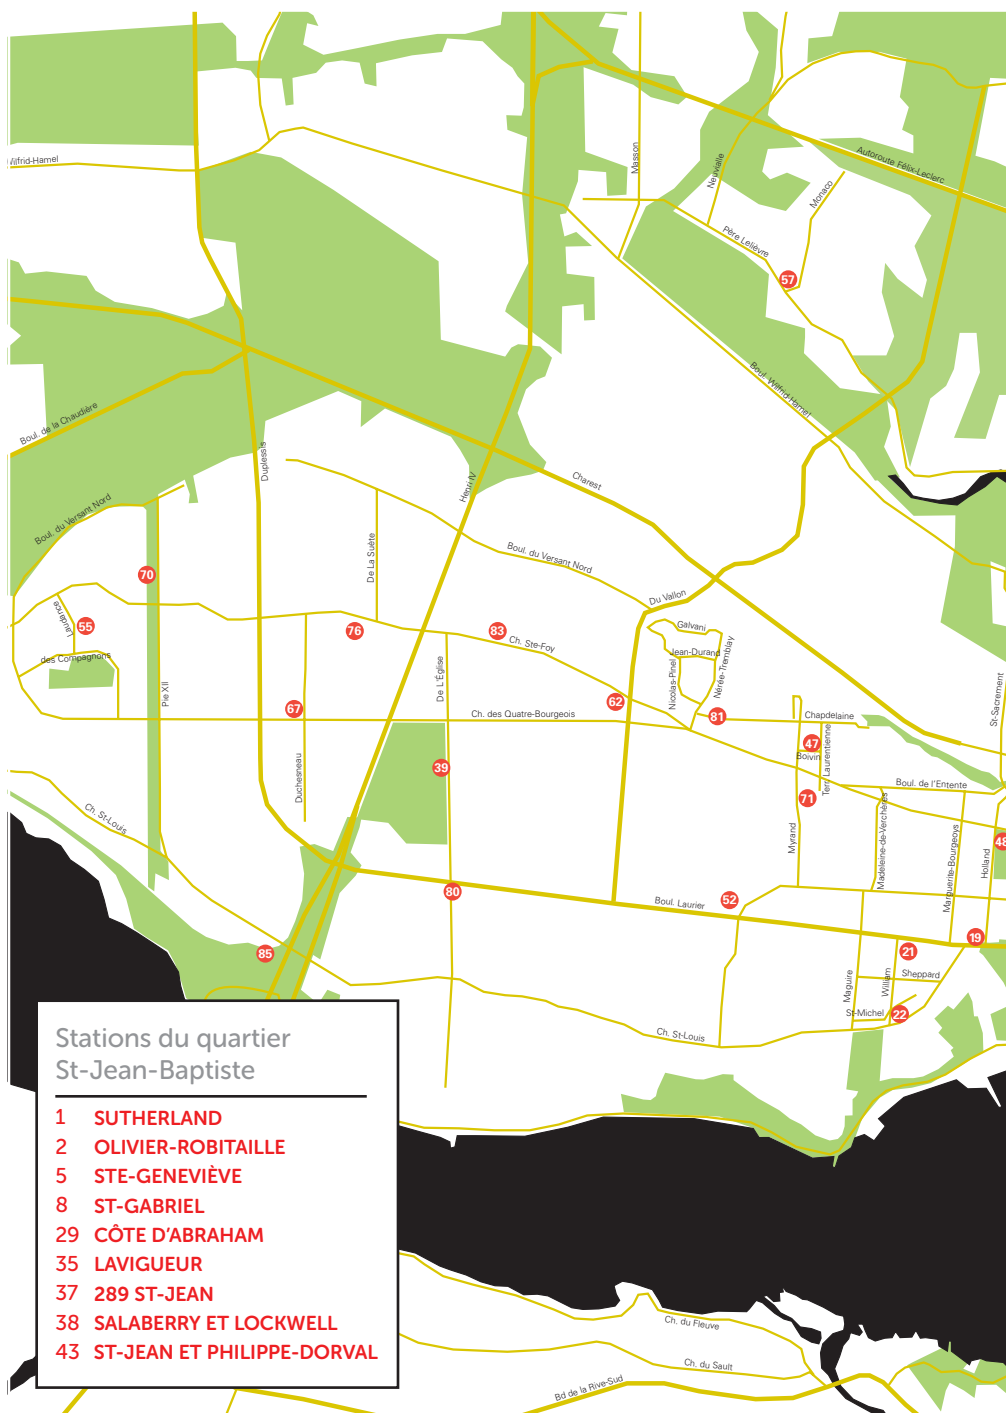 Wilfrid-Hamel
Masson
Neuvialle
Monaco
Autoroute Félix-Leclerc
Père Lelièvre
57
Boul. Wilfrid-Hamel
Boul. de la Chaudière
Duplessis
Henri IV
Charest
Boul. du Versant Nord
De La Suète
Boul. du Versant Nord
70
Du Vallon
Laudance
55
76
83
Ch. Ste-Foy
Galvani
Jean-Durand
Nérée-Tremblay
Nicolas-Pinel
des Compagnons
De L'Église
Pie XII
St-Sacrement
62
67
Ch. des Quatre-Bourgeois
81
Chapdelaine
47
Boivin
Terr. Laurentienne
39
Duchesneau
71
Boul. de l'Entente
Ch. St-Louis
Myrand
Madeleine-de-Verchères
Marguerite-Bourgeoys
Holland
48
80
Boul. Laurier
52
19
85
21
Maguire
William
Sheppard
St-Michel
22
Ch. St-Louis
Stations du quartier
St-Jean-Baptiste
1 SUTHERLAND
2 OLIVIER-ROBITAILLE
5 STE-GENEVIÈVE
8 ST-GABRIEL
29 CÔTE D'ABRAHAM
35 LAVIGUEUR
37 289 ST-JEAN
38 SALABERRY ET LOCKWELL
43 ST-JEAN ET PHILIPPE-DORVAL
Ch. du Fleuve
Ch. du Sault
Bd de la Rive-Sud